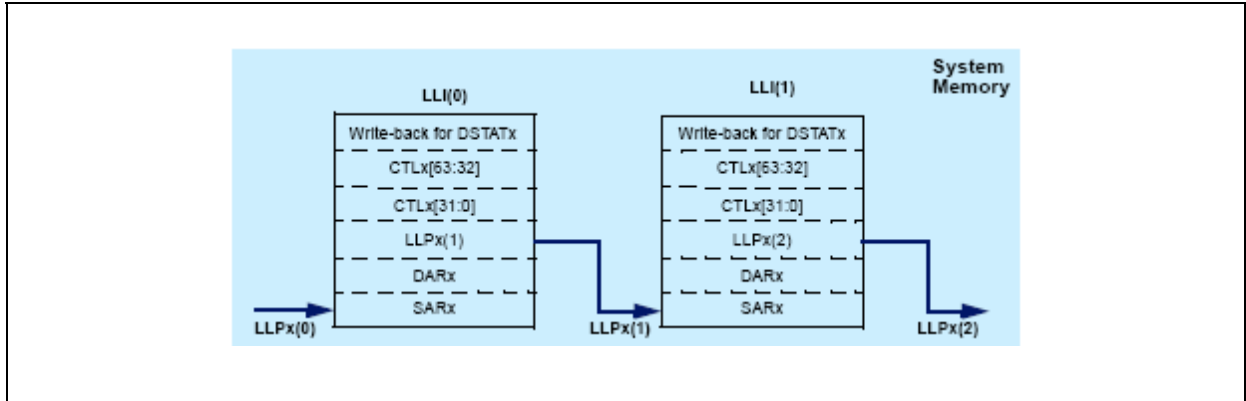 System
Memory
LLI(0)
LLI(1)
Write-back for DSTATx
Write-back for DSTATx
CTLx[63:32]
CTLx[63:32]
CTLx[31:0]
CTLx[31:0]
LLPx(1)
LLPx(2)
DARx
DARx
SARx
SARx
LLPx(0)
LLPx(1)
LLPx(2)